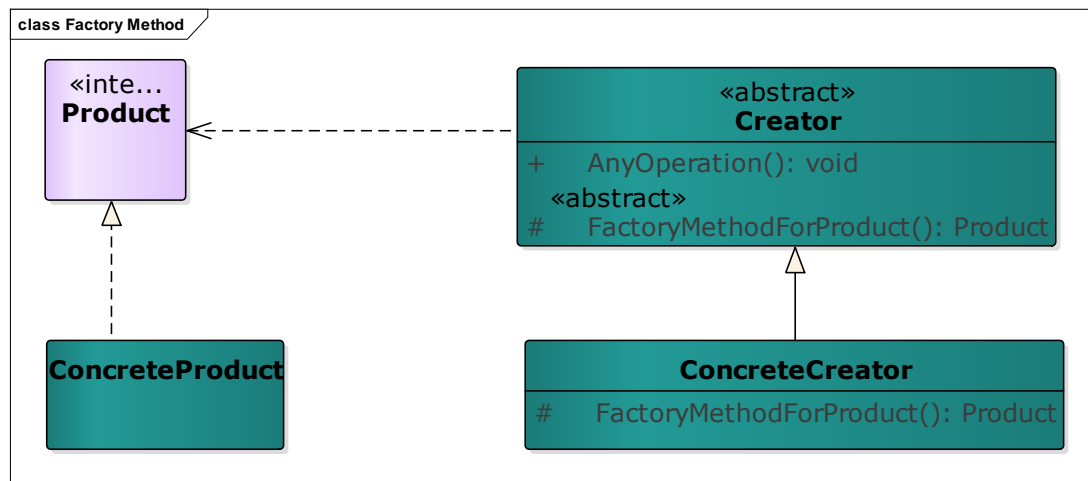 class Factory Method
«inte...
Product
«abstract»
Creator
+ AnyOperation(): void
«abstract»
# FactoryMethodForProduct(): Product
ConcreteProduct
ConcreteCreator
# FactoryMethodForProduct(): Product